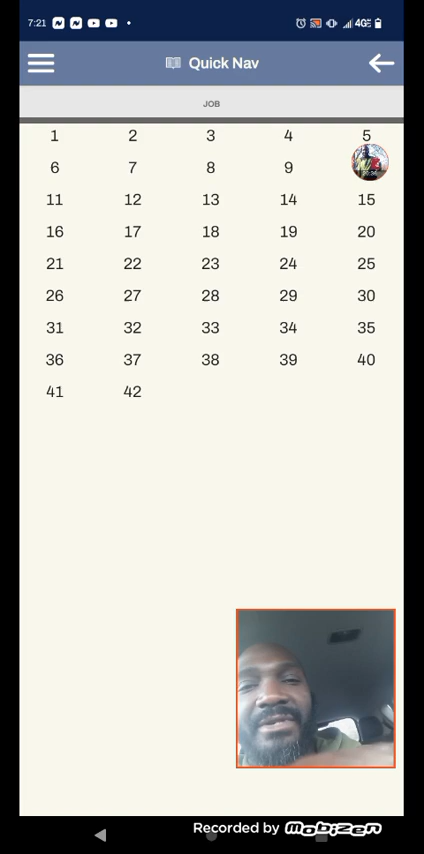 7:21 4G
Quick Nav
JOB
1 2 3 4 5
6 7 8 9
11 12 13 14 15
16 17 18 19 20
21 22 23 24 25
26 27 28 29 30
31 32 33 34 35
36 37 38 39 40
41 42
Recorded by MOBIZEN